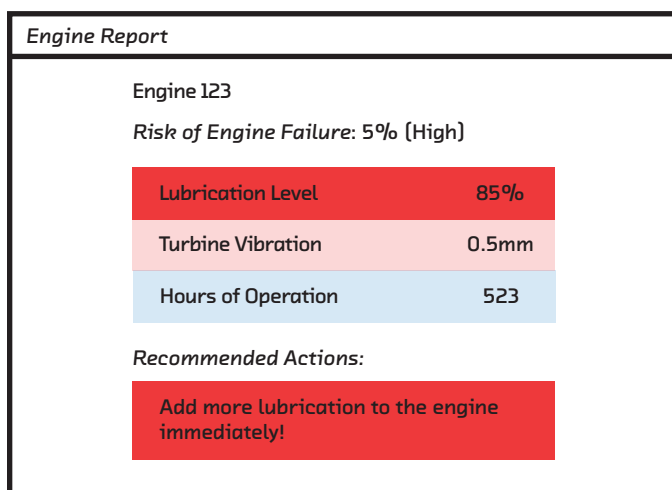 Engine Report
Engine 123
Risk of Engine Failure: 5% (High)
Lubrication Level 85%
Turbine Vibration 0.5mm
Hours of Operation 523
Recommended Actions:
Add more lubrication to the engine
immediately!